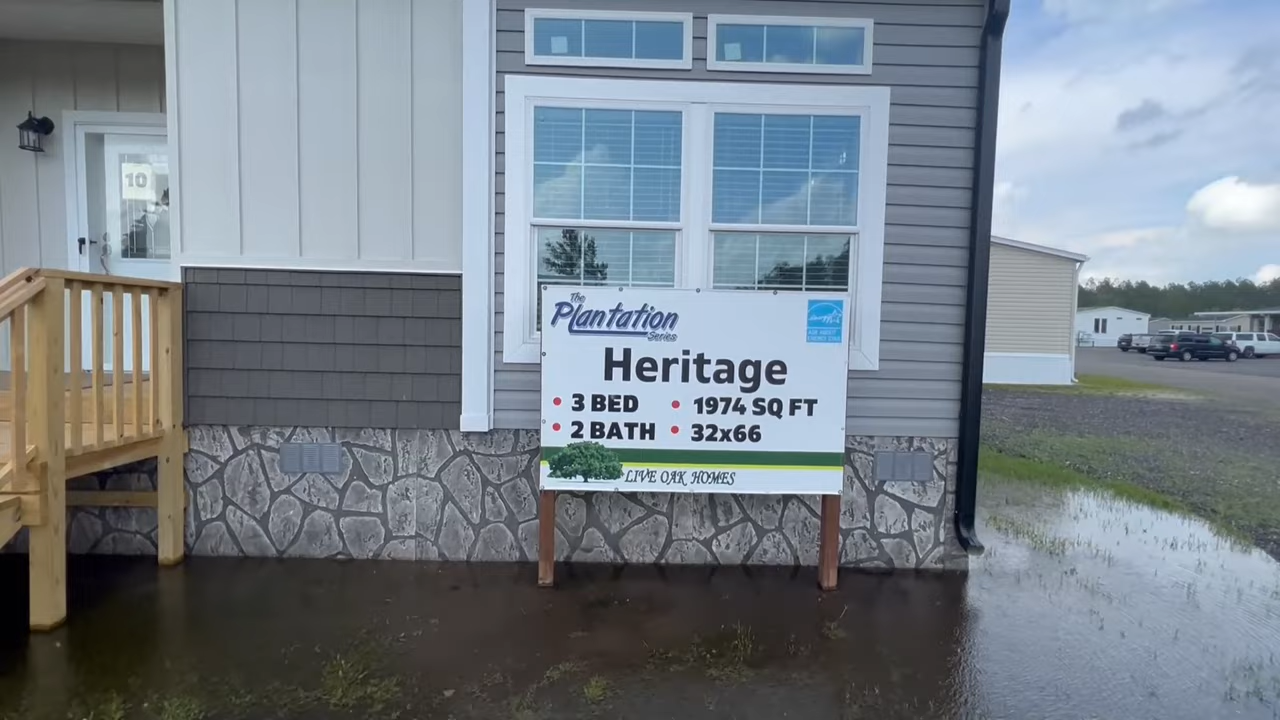 10
The
Plantation
Series
Heritage
3 BED
1974 SQ FT
2 BATH
32x66
LIVE OAK HOMES